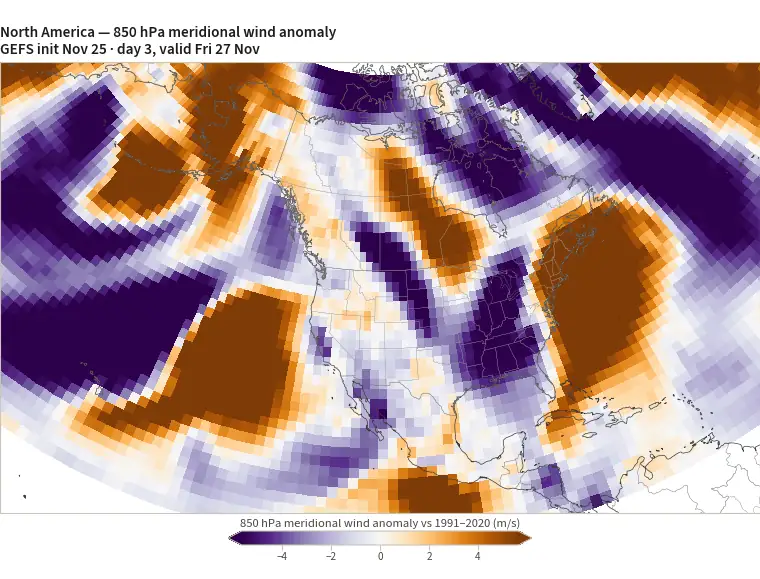 North America — 850 hPa meridional wind anomaly
GEFS init Nov 25 · day 3, valid Fri 27 Nov
850 hPa meridional wind anomaly vs 1991–2020 (m/s)
−4 −2 0 2 4